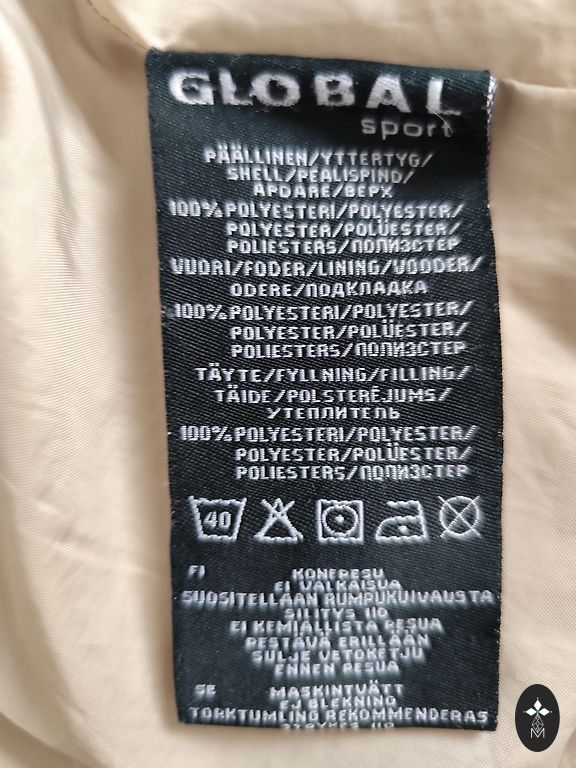 GLOBAL
sport
PÄÄLLINEN/YTTERTYG/
SHELL/PEALISPIND/
APDARE/ВЕРХ
100%POLYESTERI/POLYESTER/
POLYESTER/POLÜESTER/
POLIESTERS/ПОЛИЭСТЕР
VUORI/FODER/LINING/VOODER/
ODERE/ПОДКЛАДКА
100%POLYESTERI/POLYESTER/
POLYESTER/POLÜESTER/
POLIESTERS/ПОЛИЭСТЕР
TÄYTE/FYLLNING/FILLING/
TÄIDE/POLSTERĒJUMS/
УТЕПЛИТЕЛЬ
100%POLYESTERI/POLYESTER/
POLYESTER/POLÜESTER/
POLIESTERS/ПОЛИЭСТЕР
40
FI KONEPESU
EI VALKAISUA
SUOSITELLAAN RUMPUKUIVAUSTA
SILITYS 110
EI KEMIALLISTA PESUA
PESTÄVÄ ERILLÄÄN
SULJE VETOKETJU
ENNEN PESUA
SE MASKINTVÄTT
EJ BLEKNING
TORKTUMLING REKOMMENDERAS
STRYKES 110
M